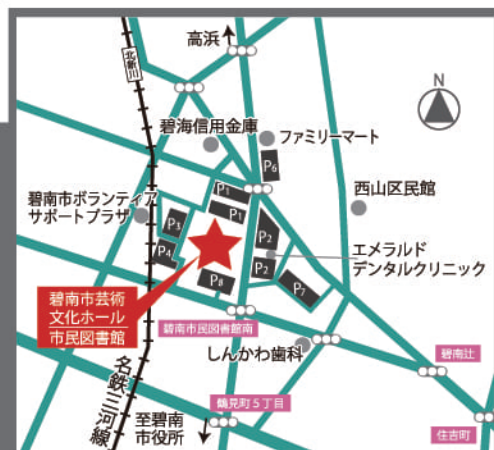 高浜
北新川
N
碧海信用金庫
ファミリーマート
P6
西山区民館
P1
P1
碧南市ボランティア
サポートプラザ
P3
P2
P4
エメラルド
デンタルクリニック
P2
P8
P7
碧南市芸術
文化ホール
市民図書館
碧南市民図書館南
しんかわ歯科
碧南辻
名鉄三河線
鶴見町5丁目
至碧南
市役所
住吉町